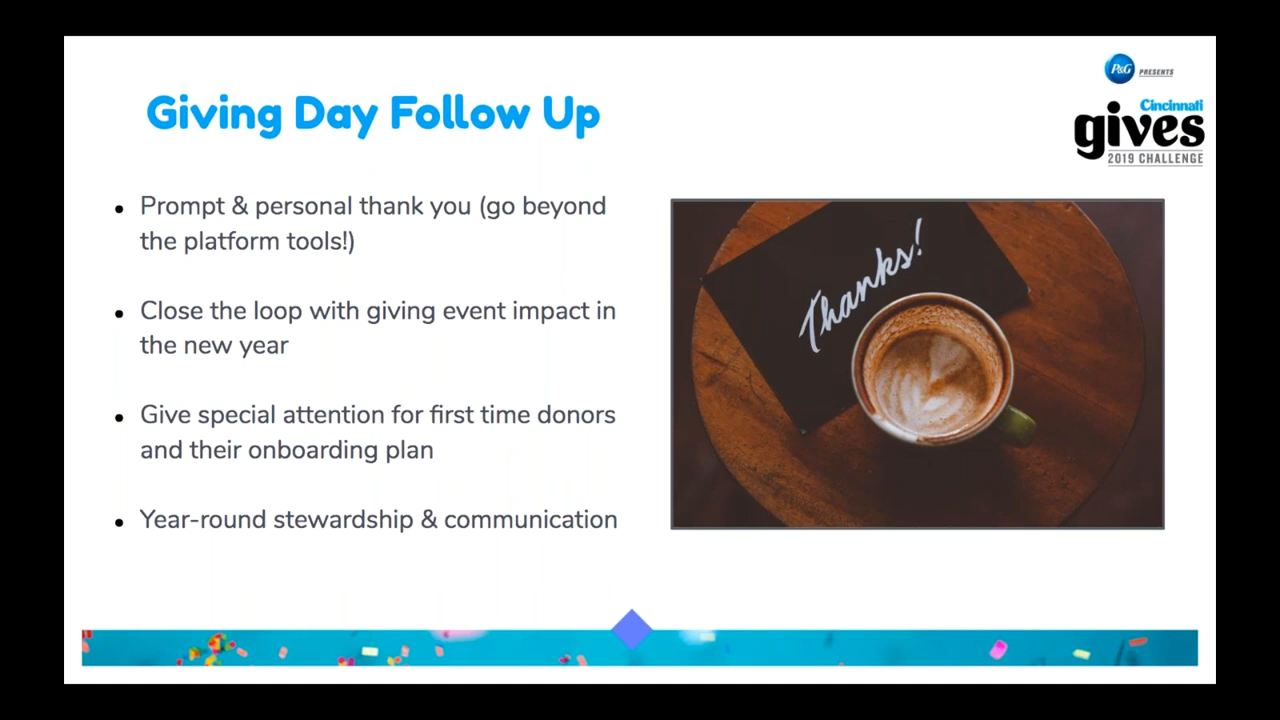 Giving Day Follow Up
P&G PRESENTS
Cincinnati
gives
2019 CHALLENGE
• Prompt & personal thank you (go beyond
the platform tools!)
• Close the loop with giving event impact in
the new year
• Give special attention for first time donors
and their onboarding plan
• Year-round stewardship & communication
Thanks!